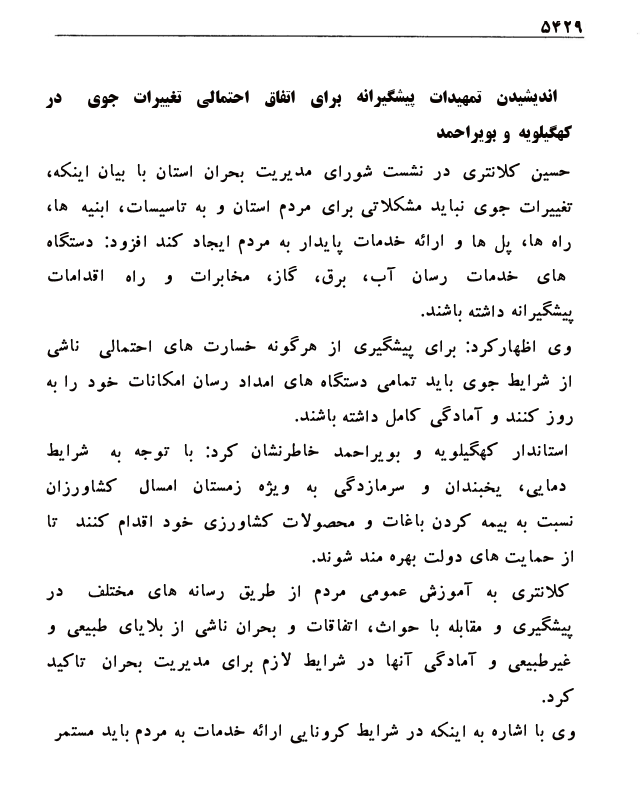 ۵۴۲۹
اندیشیدن تمهیدات پیشگیرانه برای اتفاق احتمالی تغییرات جوی در
کهگیلویه و بویراحمد
حسین کلانتری در نشست شورای مدیریت بحران استان با بیان اینکه،
تغییرات جوی نباید مشکلاتی برای مردم استان و به تاسیسات، ابنیه ها،
راه ها، پل ها و ارائه خدمات پایدار به مردم ایجاد کند افزود: دستگاه
های خدمات رسان آب، برق، گاز، مخابرات و راه اقدامات
پیشگیرانه داشته باشند.
وی اظهارکرد: برای پیشگیری از هرگونه خسارت های احتمالی ناشی
از شرایط جوی باید تمامی دستگاه های امداد رسان امکانات خود را به
روز کنند و آمادگی کامل داشته باشند.
استاندار کهگیلویه و بویراحمد خاطرنشان کرد: با توجه به شرایط
دمایی، یخبندان و سرمازدگی به ویژه زمستان امسال کشاورزان
نسبت به بیمه کردن باغات و محصولات کشاورزی خود اقدام کنند تا
از حمایت های دولت بهره مند شوند.
کلانتری به آموزش عمومی مردم از طریق رسانه های مختلف در
پیشگیری و مقابله با حواث، اتفاقات و بحران ناشی از بلایای طبیعی و
غیرطبیعی و آمادگی آنها در شرایط لازم برای مدیریت بحران تاکید
کرد.
وی با اشاره به اینکه در شرایط کرونایی ارائه خدمات به مردم باید مستمر